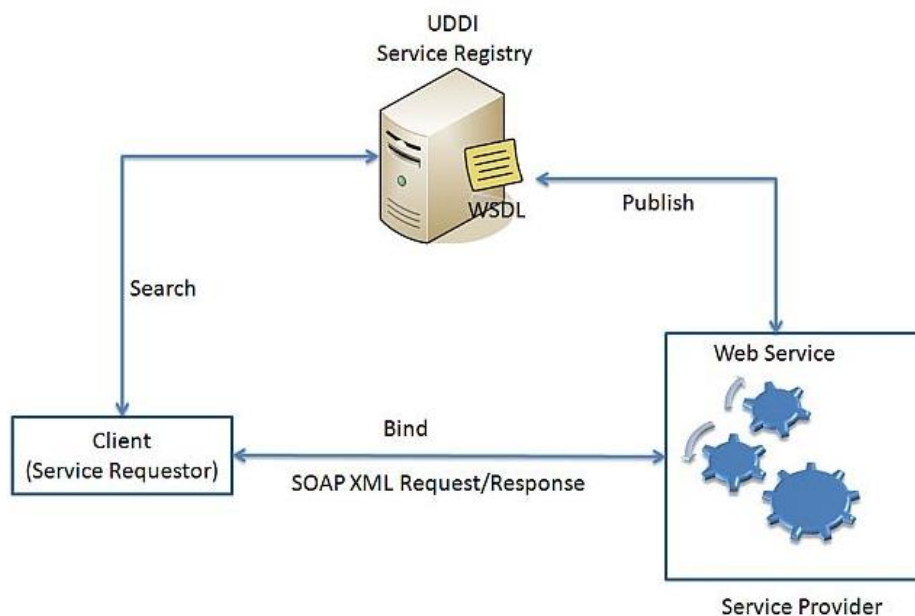 UDDI
Service Registry
WSDL
Publish
Search
Web Service
Client
(Service Requestor)
Bind
SOAP XML Request/Response
Service Provider